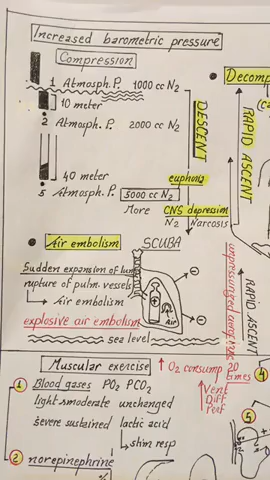 Increased barometric pressure
Compression
1 Atmosph. P. 1000 cc N₂
10 meter
2 Atmosph. P. 2000 cc N₂
40 meter
5 Atmosph. P. 5000 cc N₂
DESCENT
euphoria
More CNS depression
N₂ Narcosis
Decomp
RAPID ASCENT
RAPID ASCENT
Air embolism
SCUBA
Sudden expansion of lung
rupture of pulm. vessels
Air embolism
explosive air embolism
Air
sea level
Muscular exercise
↑ O₂ consump 20 times
1 Blood gases PO₂ PCO₂
light & moderate unchanged
severe sustained lactic acid
stim resp
↑ Vent
Diff
Perf
2 norepinephrine
4
5